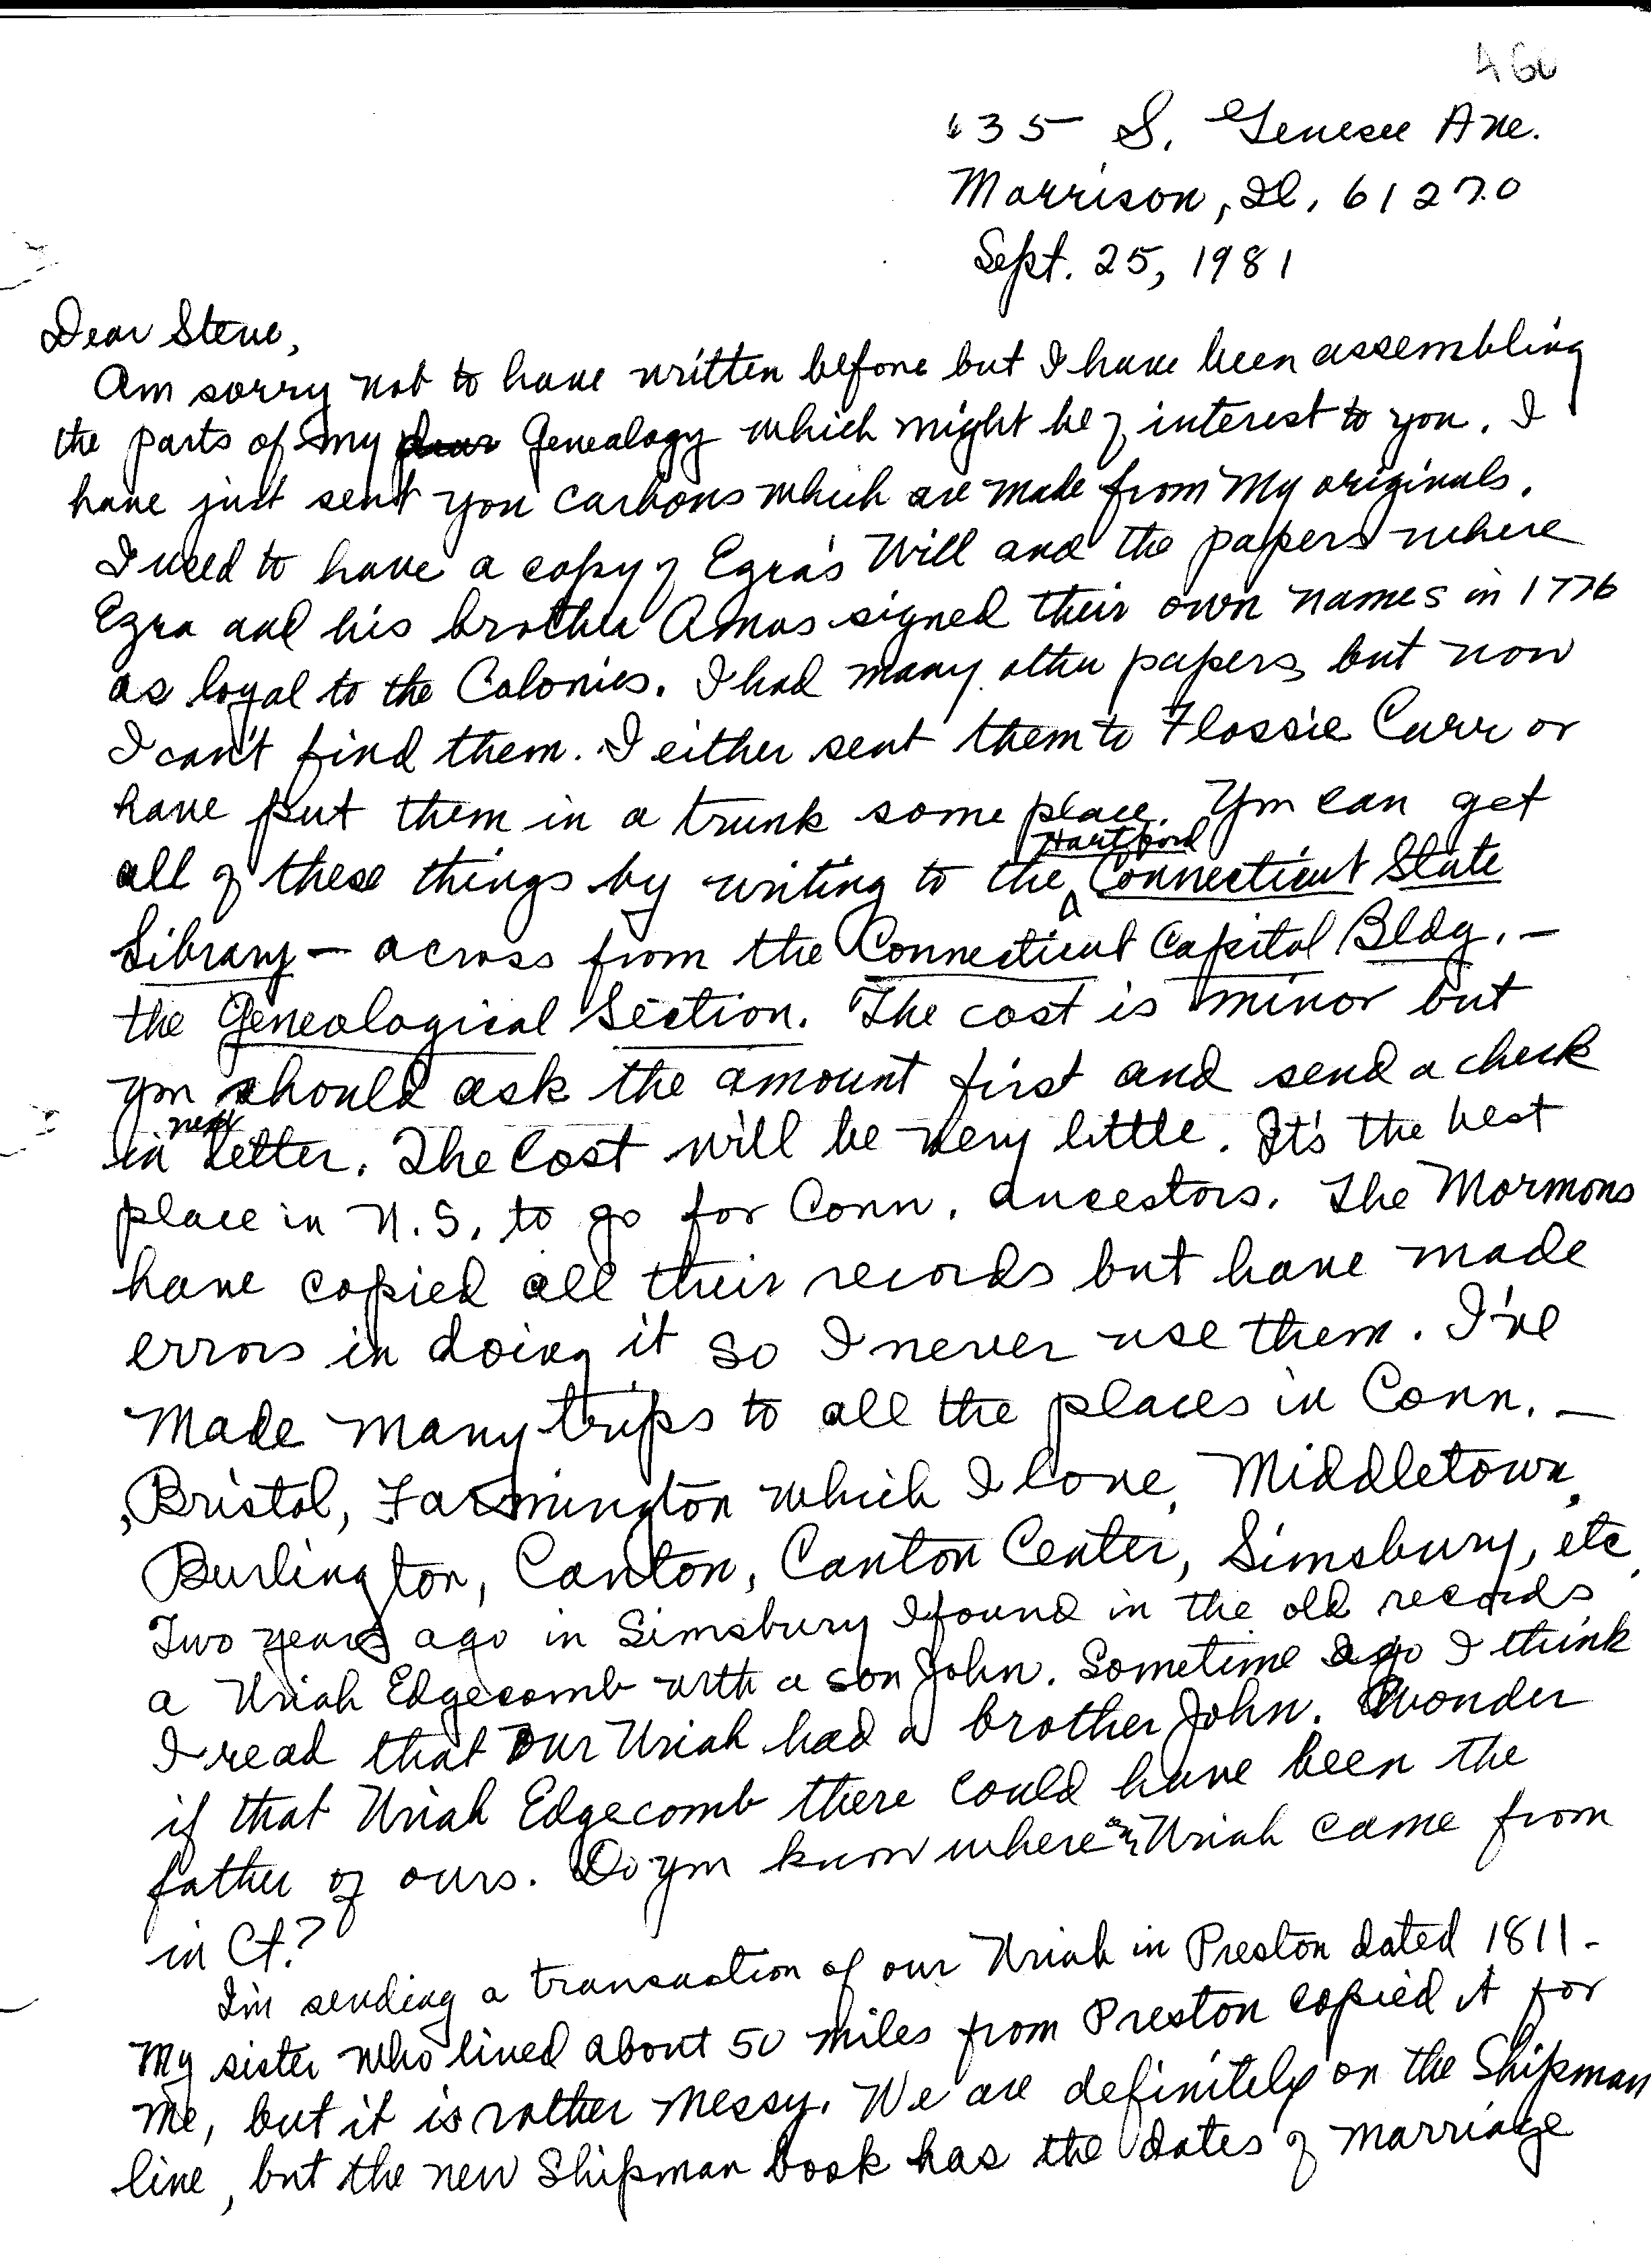 635 S. Genesee Ave.
Morrison, Il. 61270
Sept. 25, 1981
Dear Steve,
Am sorry not to have written before but I have been assembling
the parts of my Genealogy which might be of interest to you. I
have just sent you carbons which are made from my originals.
I used to have a copy of Ezra's Will and the papers where
Ezra and his brother Amos signed their own names in 1776
as loyal to the Colonies. I had many other papers but now
I can't find them. I either sent them to Flossie Carr or
have put them in a trunk some place. You can get
all of these things by writing to the Hartford Connecticut State
Library - across from the Connecticut Capitol Bldg. -
the Genealogical Section. The cost is minor but
you should ask the amount first and send a check
in next letter. The Cost will be very little. It's the best
place in U.S. to go for Conn. ancestors. The Mormons
have copied all their records but have made
errors in doing it so I never use them. I've
made many trips to all the places in Conn. -
Bristol, Farmington which I love, Middletown,
Burlington, Canton, Canton Center, Simsbury, etc.
Two years ago in Simsbury I found in the old records
a Uriah Edgecomb with a son John. Sometime ago I think
I read that our Uriah had a brother John. Wonder
if that Uriah Edgecomb there could have been the
father of ours. Do you know where our Uriah came from
in Ct.?
I'm sending a transaction of our Uriah in Preston dated 1811 -
My sister who lived about 50 miles from Preston copied it for
me, but it is rather messy. We are definitely on the Shipman
line, but the new Shipman book has the dates of marriage